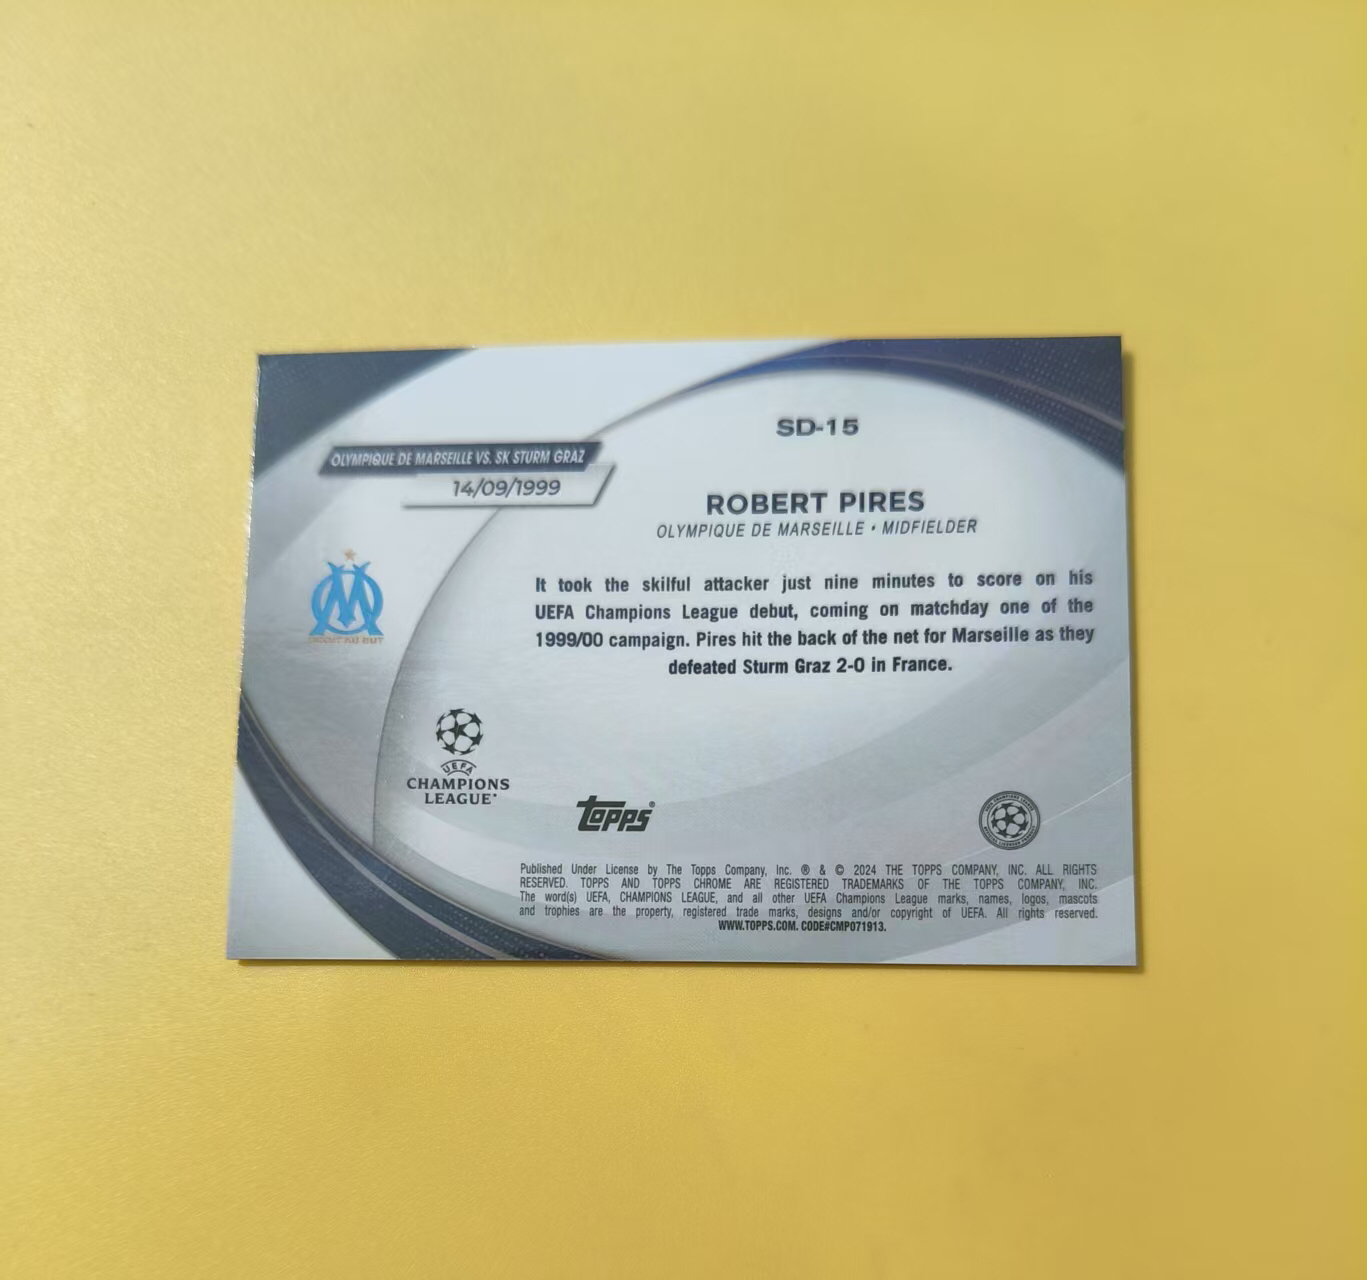 SD-15
OLYMPIQUE DE MARSEILLE VS. SK STURM GRAZ
14/09/1999
ROBERT PIRES
OLYMPIQUE DE MARSEILLE • MIDFIELDER
It took the skilful attacker just nine minutes to score on his
UEFA Champions League debut, coming on matchday one of the
1999/00 campaign. Pires hit the back of the net for Marseille as they
defeated Sturm Graz 2-0 in France.
UEFA
CHAMPIONS
LEAGUE
topps®
Published Under License by The Topps Company, Inc. ® & © 2024 THE TOPPS COMPANY, INC. ALL RIGHTS
RESERVED. TOPPS AND TOPPS CHROME ARE REGISTERED TRADEMARKS OF THE TOPPS COMPANY, INC.
The word(s) UEFA, CHAMPIONS LEAGUE, and all other UEFA Champions League marks, names, logos, mascots
and trophies are the property, registered trade marks, designs and/or copyright of UEFA. All rights reserved.
WWW.TOPPS.COM. CODE#CMP071913.